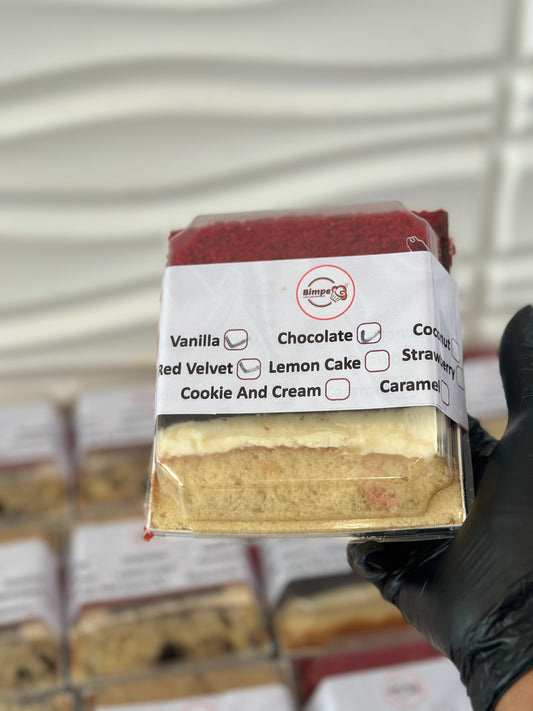 Bimpe
Vanilla Chocolate Coconut
Red Velvet Lemon Cake Strawberry
Cookie And Cream Caramel